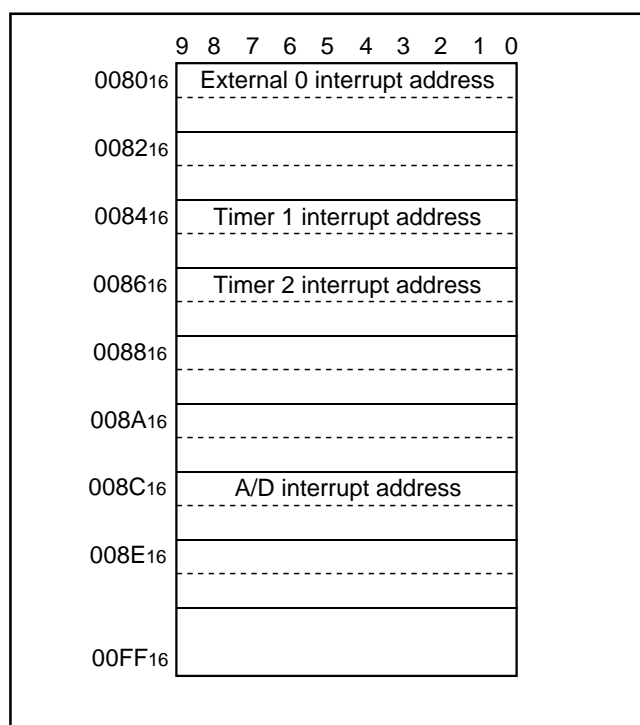 9 8 7 6 5 4 3 2 1 0
008016 External 0 interrupt address
008216
008416 Timer 1 interrupt address
008616 Timer 2 interrupt address
008816
008A16
008C16 A/D interrupt address
008E16
00FF16